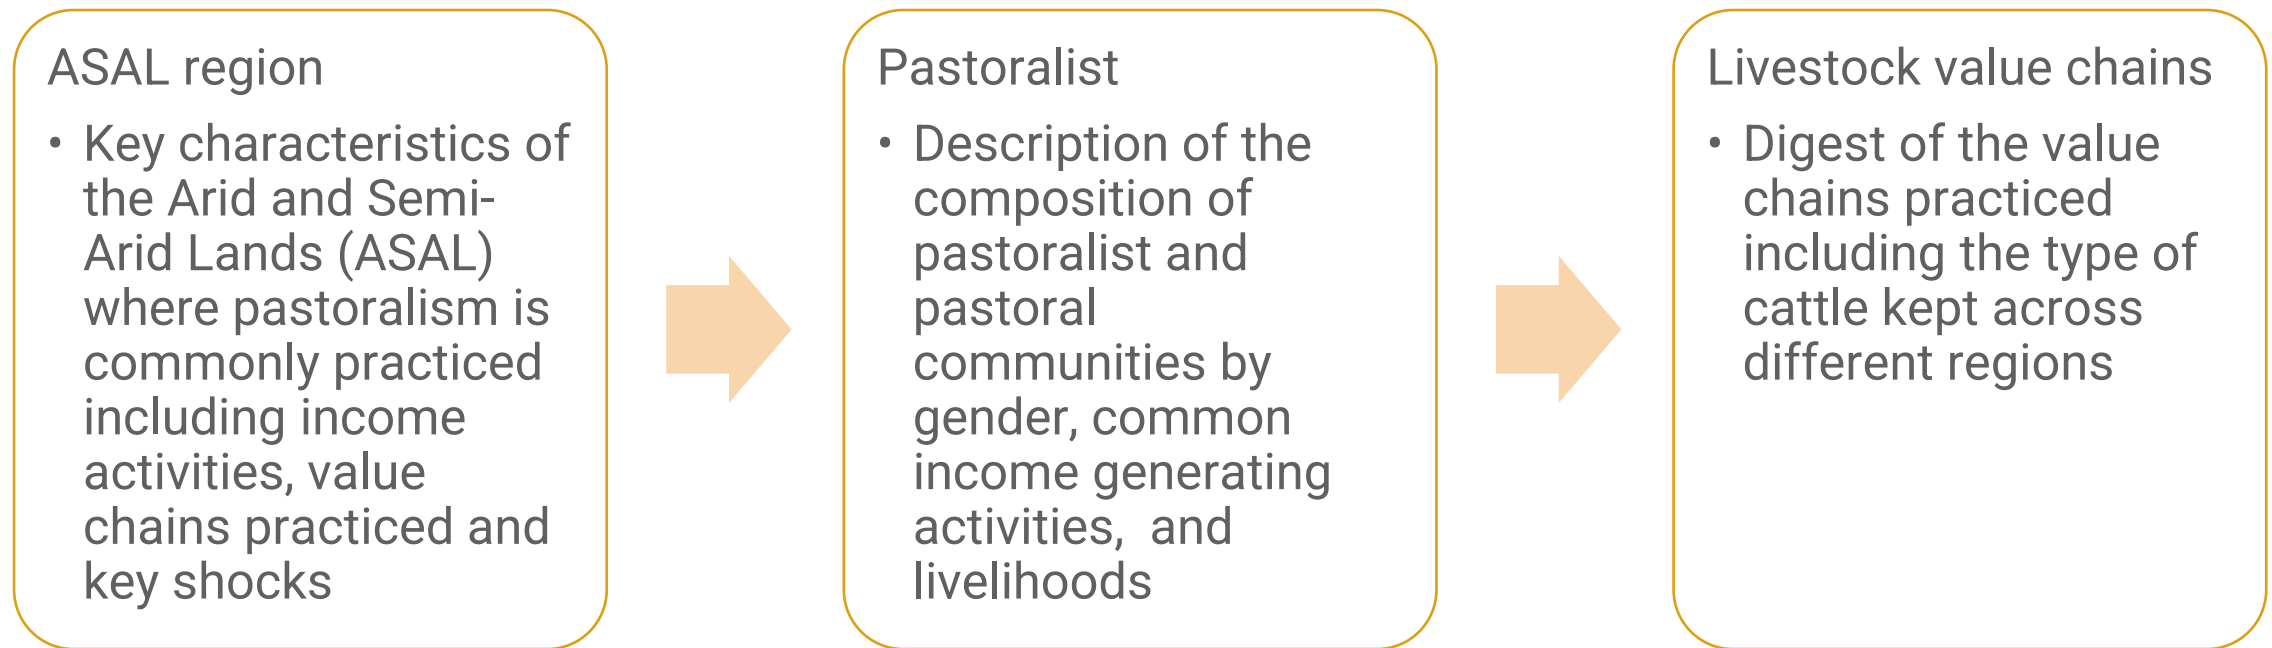 ASAL region
• Key characteristics of
the Arid and Semi-
Arid Lands (ASAL)
where pastoralism is
commonly practiced
including income
activities, value
chains practiced and
key shocks
Pastoralist
• Description of the
composition of
pastoralist and
pastoral
communities by
gender, common
income generating
activities,  and
livelihoods
Livestock value chains
• Digest of the value
chains practiced
including the type of
cattle kept across
different regions